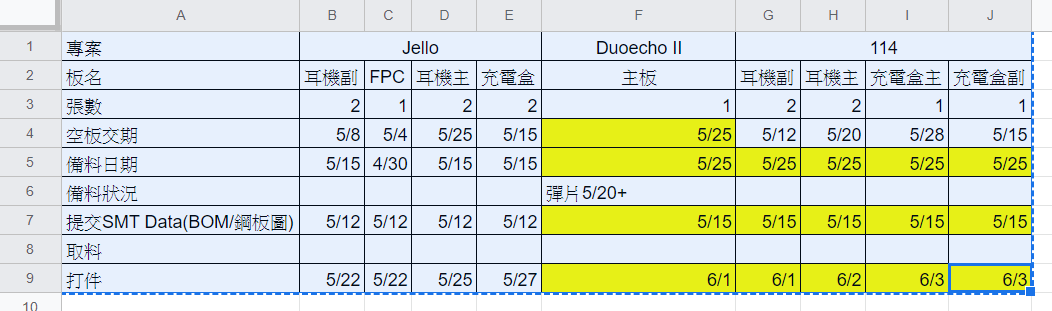 A B C D E F G H I J
1 專案 Jello Duoecho II 114
2 板名 耳機副 FPC 耳機主 充電盒 主板 耳機副 耳機主 充電盒主 充電盒副
3 張數 2 1 2 2 1 2 2 1 1
4 空板交期 5/8 5/4 5/25 5/15 5/25 5/12 5/20 5/28 5/15
5 備料日期 5/15 4/30 5/15 5/15 5/25 5/25 5/25 5/25 5/25
6 備料狀況 彈片5/20+
7 提交SMT Data(BOM/鋼板圖) 5/12 5/12 5/12 5/12 5/15 5/15 5/15 5/15 5/15
8 取料
9 打件 5/22 5/22 5/25 5/27 6/1 6/1 6/2 6/3 6/3
10